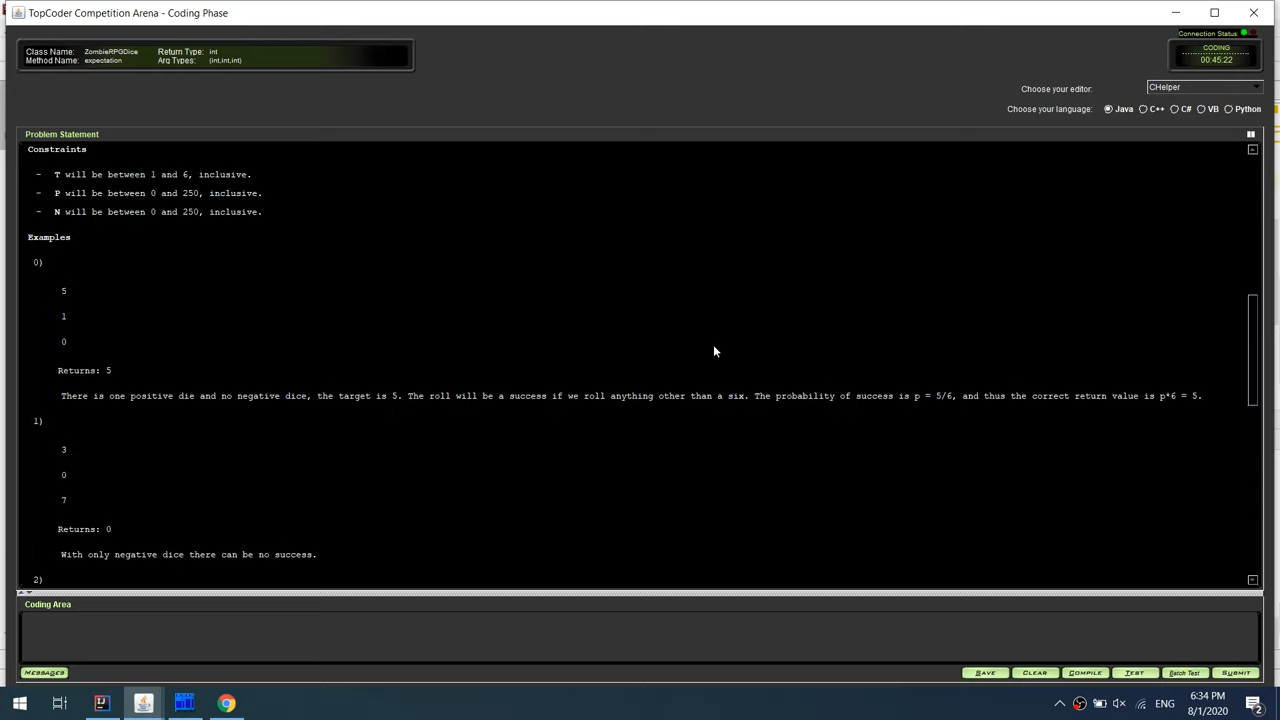 TopCoder Competition Arena - Coding Phase
Connection Status
Class Name: ZombieRPGDice Return Type: int
Method Name: expectation Arg Types: (int,int,int)
CODING
00:45:22
Choose your editor: CHelper
Choose your language: Java C++ C# VB Python
Problem Statement
Constraints
- T will be between 1 and 6, inclusive.
- P will be between 0 and 250, inclusive.
- N will be between 0 and 250, inclusive.
Examples
0)
5
1
0
Returns: 5
There is one positive die and no negative dice, the target is 5. The roll will be a success if we roll anything other than a six. The probability of success is p = 5/6, and thus the correct return value is p*6 = 5.
1)
3
0
7
Returns: 0
With only negative dice there can be no success.
2)
Coding Area
MESSAGES SAVE CLEAR COMPILE TEST Batch Test SUBMIT
ENG
6:34 PM
8/1/2020
2